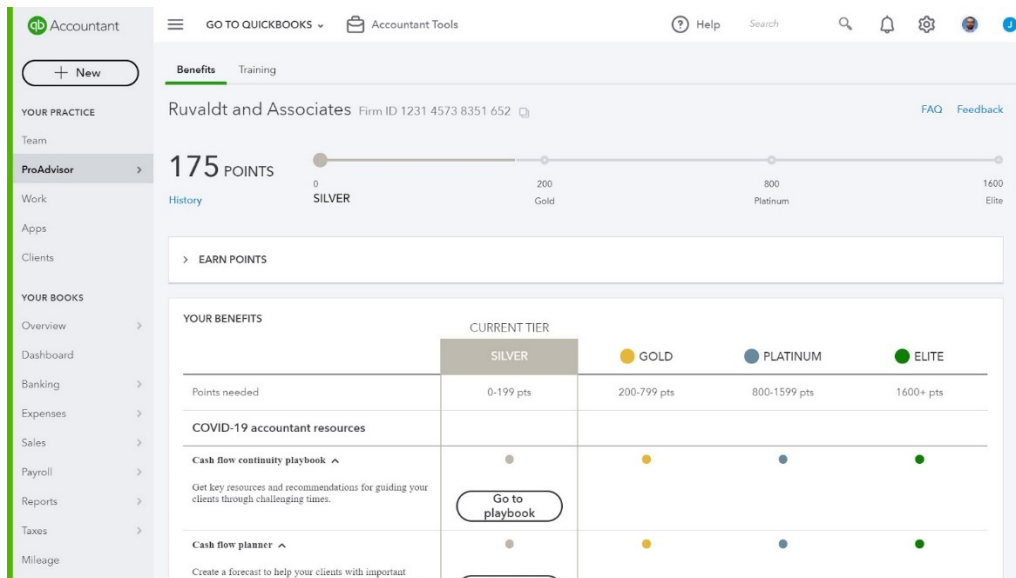 qb Accountant
GO TO QUICKBOOKS
Accountant Tools
Help
Search
J
+ New
YOUR PRACTICE
Team
ProAdvisor
Work
Apps
Clients
YOUR BOOKS
Overview
Dashboard
Banking
Expenses
Sales
Payroll
Reports
Taxes
Mileage
Benefits Training
Ruvaldt and Associates Firm ID 1231 4573 8351 652
FAQ Feedback
175 POINTS
History
0 200 800 1600
SILVER Gold Platinum Elite
> EARN POINTS
YOUR BENEFITS
CURRENT TIER
SILVER GOLD PLATINUM ELITE
Points needed 0-199 pts 200-799 pts 800-1599 pts 1600+ pts
COVID-19 accountant resources
Cash flow continuity playbook
Get key resources and recommendations for guiding your
clients through challenging times.
Go to
playbook
Cash flow planner
Create a forecast to help your clients with important